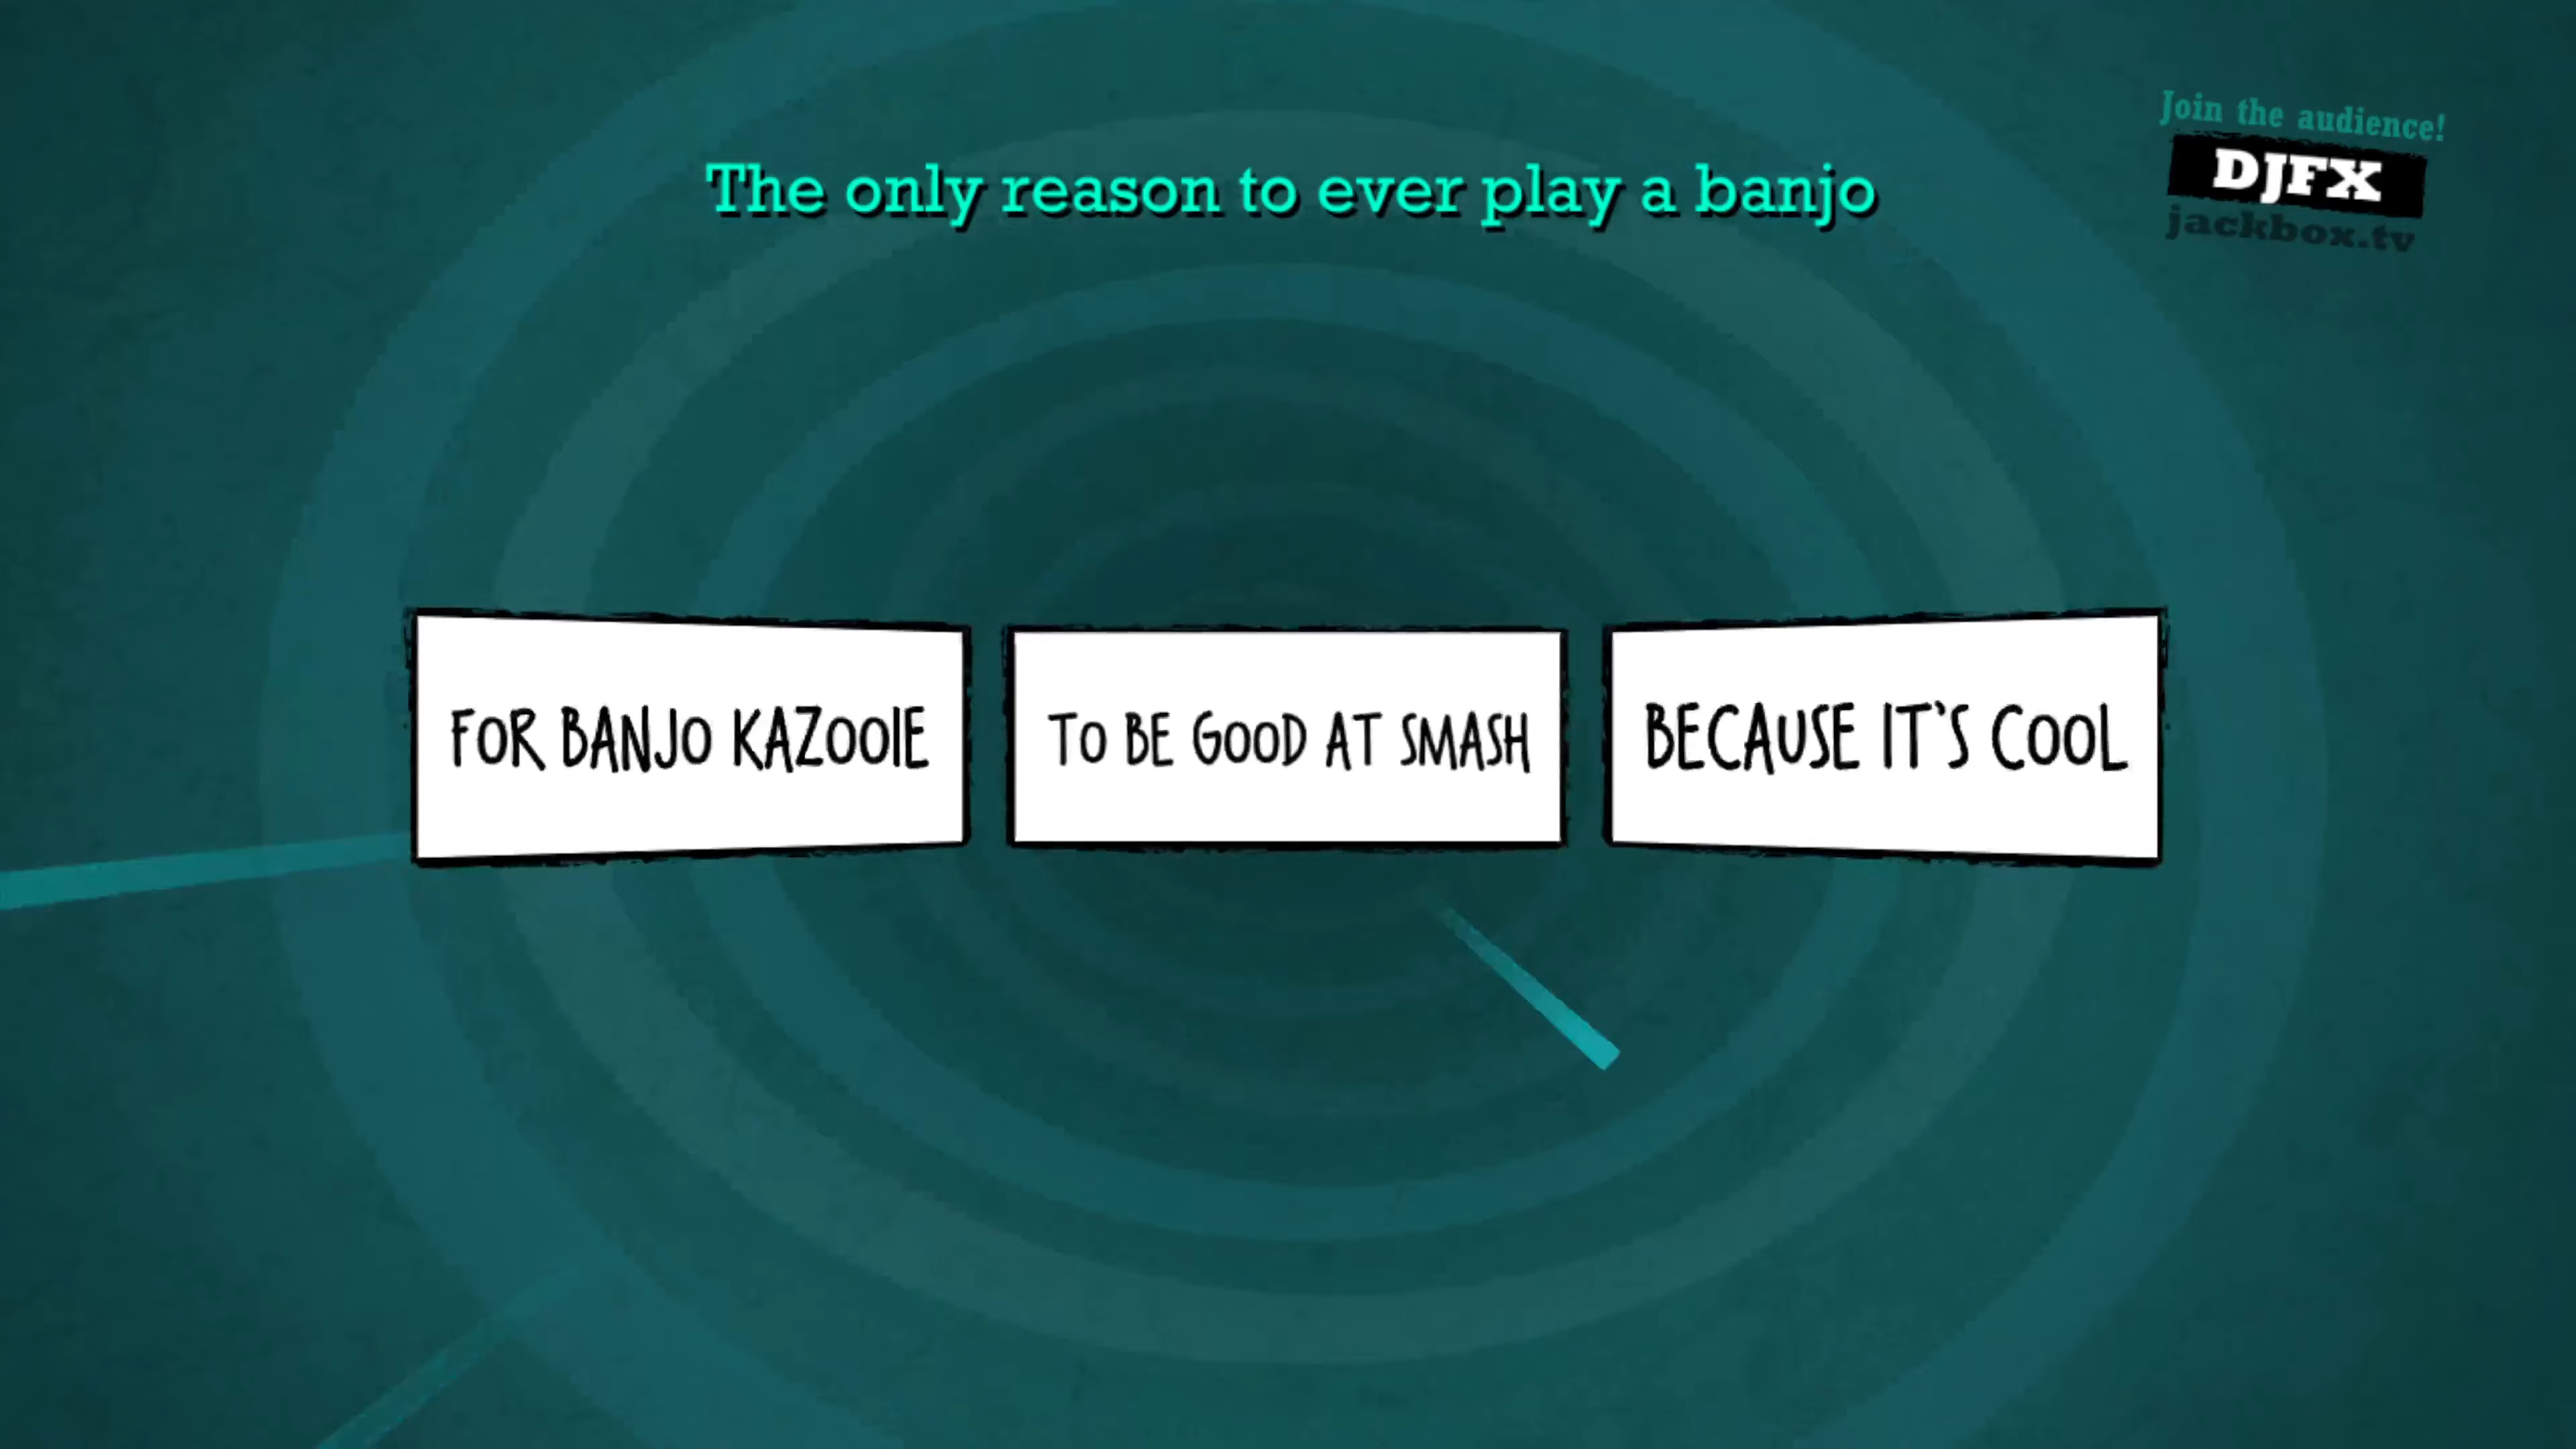 Join the audience!
DJFX
jackbox.tv
The only reason to ever play a banjo
FOR BANJO KAZOOIE
TO BE GOOD AT SMASH
BECAUSE IT'S COOL